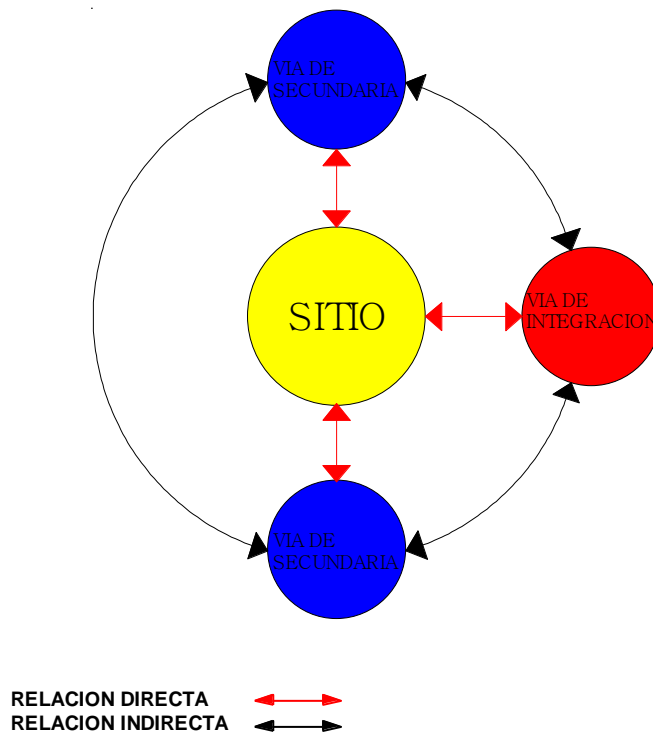 VIA DE
SECUNDARIA
SITIO
VIA DE
INTEGRACION
VIA DE
SECUNDARIA
RELACION DIRECTA
RELACION INDIRECTA